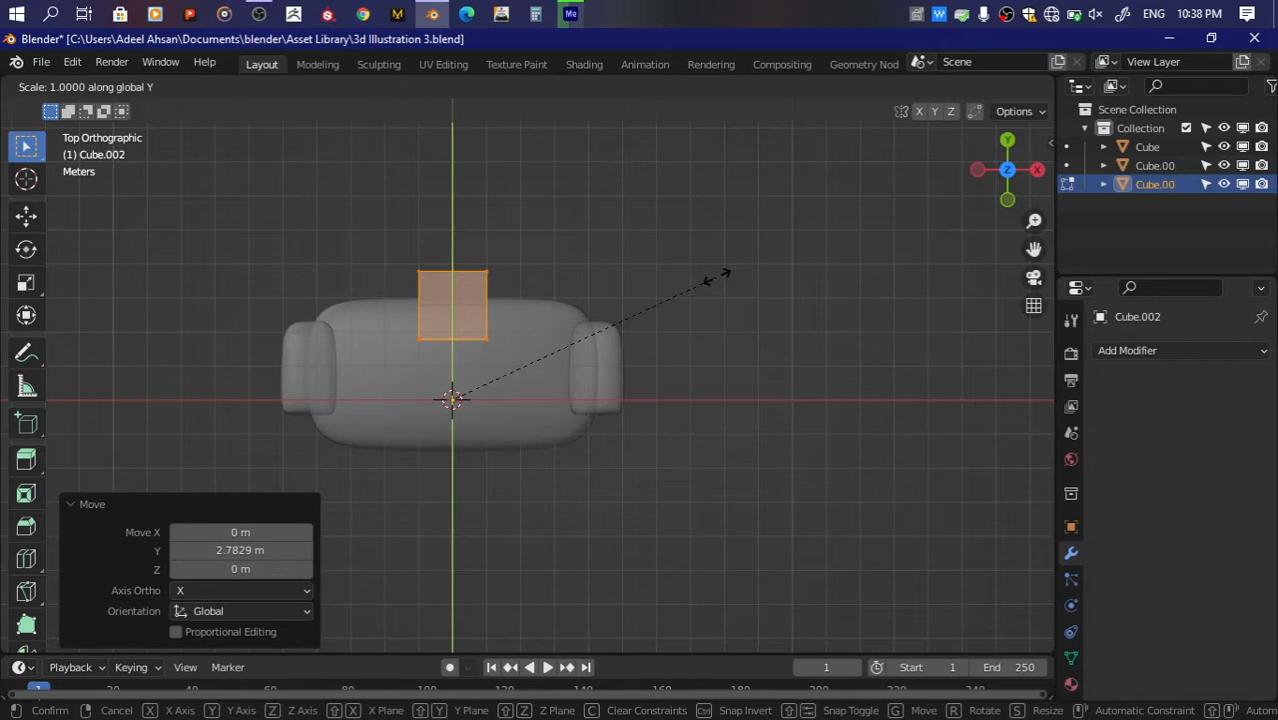 ENG 10:38 PM
Blender* [C:\Users\Adeel Ahsan\Documents\blender\Asset Library\3d Illustration 3.blend]
File Edit Render Window Help Layout Modeling Sculpting UV Editing Texture Paint Shading Animation Rendering Compositing Geometry Nod Scene View Layer
Scale: 1.0000 along global Y
X Y Z Options
Top Orthographic
(1) Cube.002
Meters
Scene Collection
Collection
Cube
Cube.00
Cube.00
Y
Z X
Cube.002
Add Modifier
Move
Move X 0 m
Y 2.7829 m
Z 0 m
Axis Ortho X
Orientation Global
Proportional Editing
Playback Keying View Marker 1 Start 1 End 250
1
Confirm Cancel X X Axis Y Y Axis Z Z Axis X X Plane Y Y Plane Z Z Plane C Clear Constraints Ctrl Snap Invert Snap Toggle G Move R Rotate S Resize Automatic Constraint